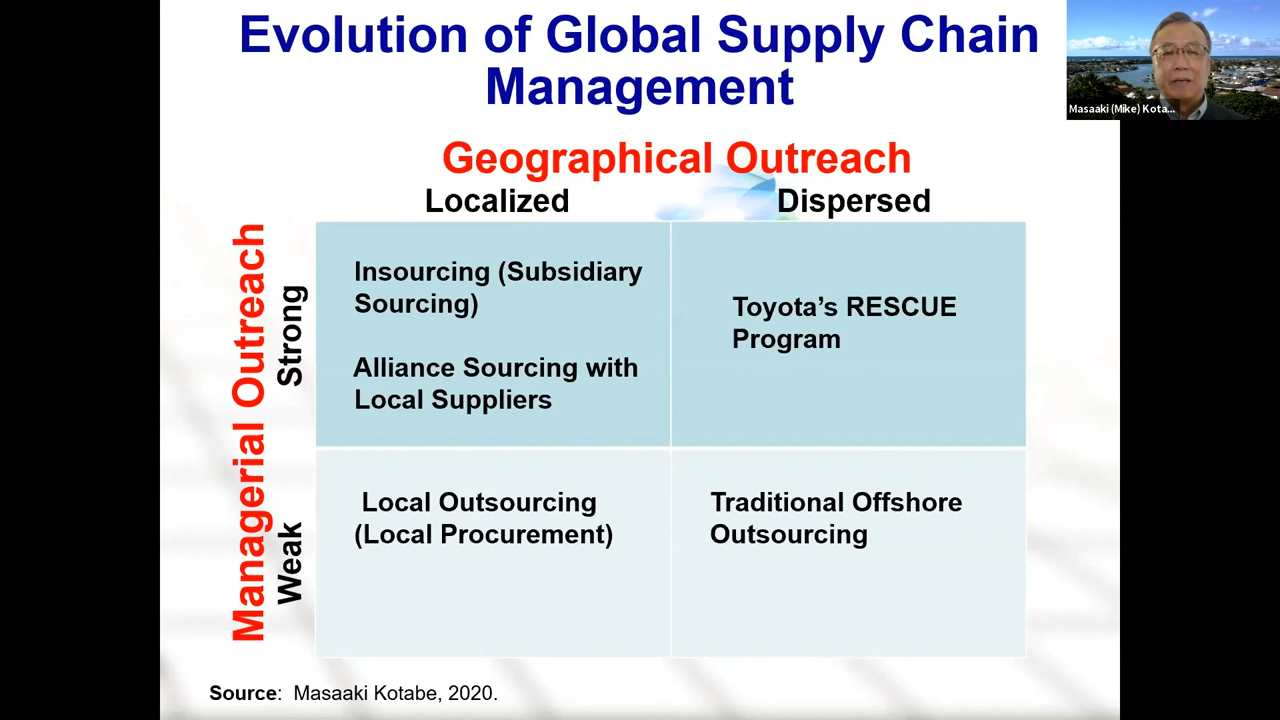 Evolution of Global Supply Chain
Management
Masaaki (Mike) Kota...
Geographical Outreach
Localized
Dispersed
Managerial Outreach
Strong
Insourcing (Subsidiary
Sourcing)
Alliance Sourcing with
Local Suppliers
Toyota’s RESCUE
Program
Weak
Local Outsourcing
(Local Procurement)
Traditional Offshore
Outsourcing
Source: Masaaki Kotabe, 2020.